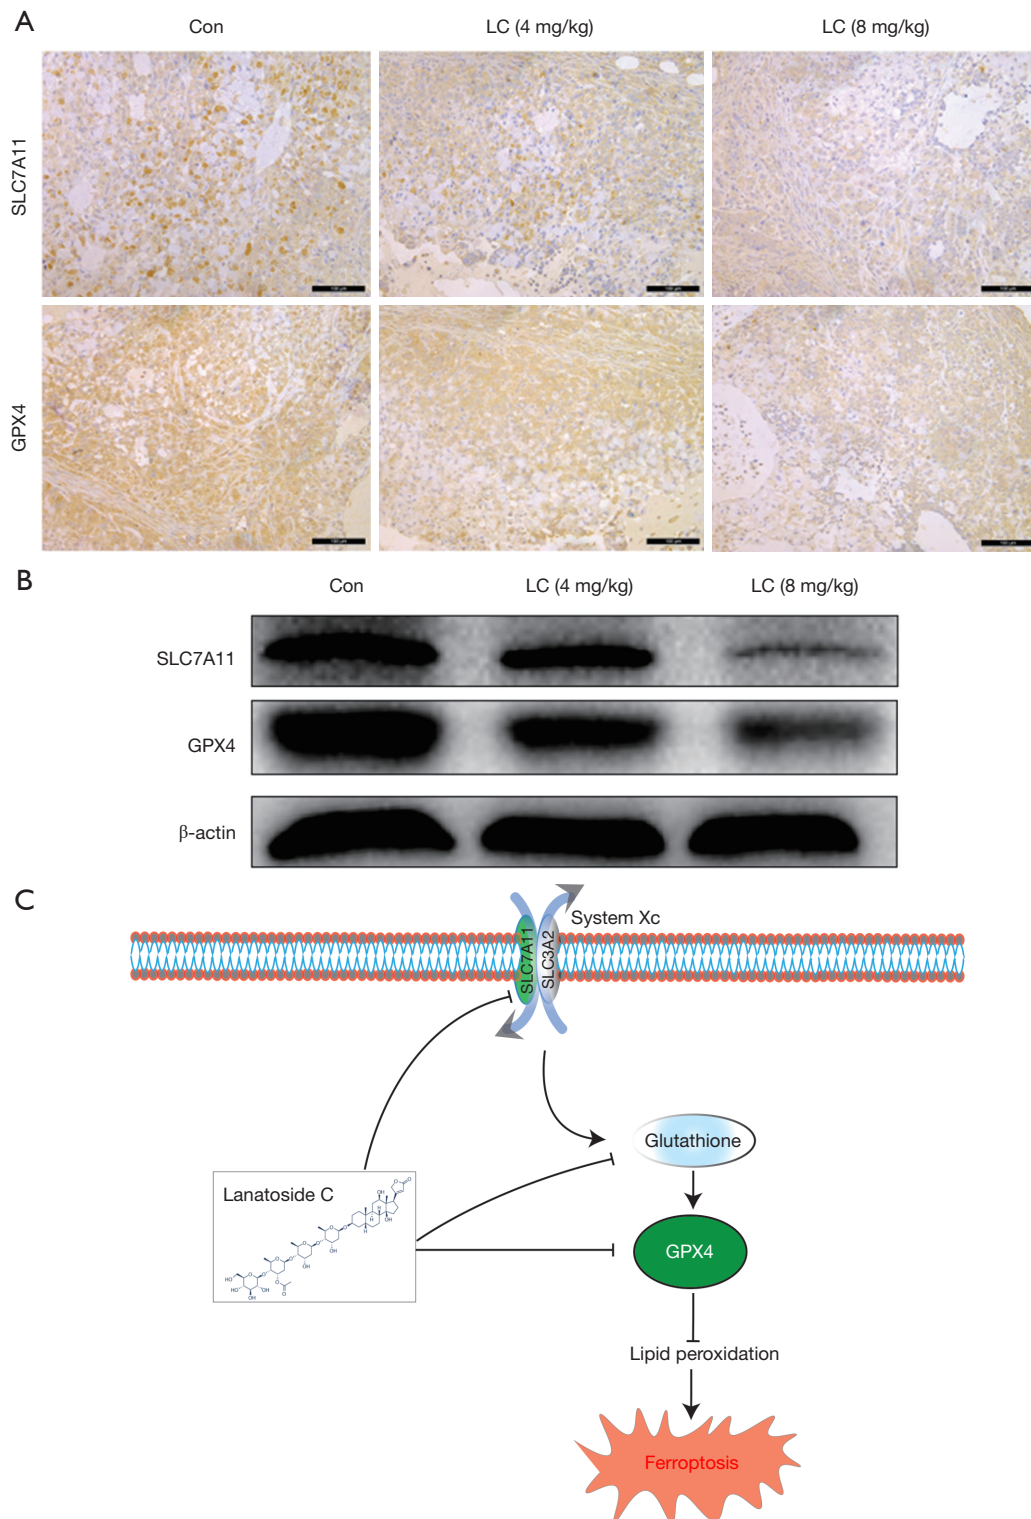 A
Con
LC (4 mg/kg)
LC (8 mg/kg)
SLC7A11
GPX4
B
Con
LC (4 mg/kg)
LC (8 mg/kg)
SLC7A11
GPX4
β-actin
C
System Xc
SLC7A11
SLC3A2
Glutathione
Lanatoside C
GPX4
Lipid peroxidation
Ferroptosis